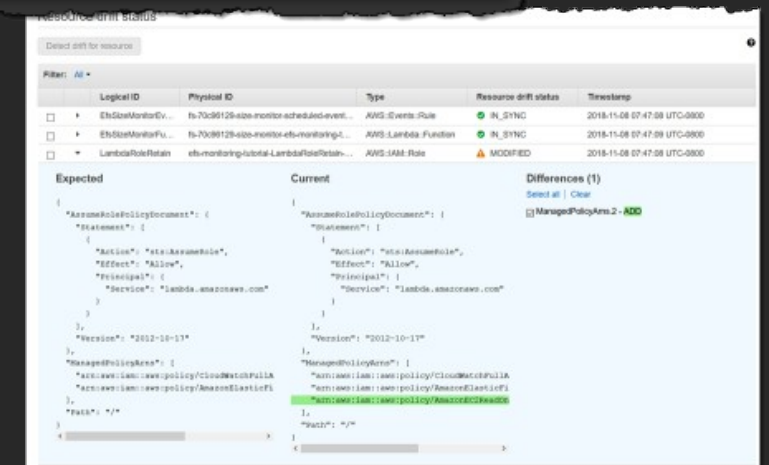 Resource drift status
Detect drift for resource
Filter: All
Logical ID Physical ID Type Resource drift status Timestamp
EfsSizeMonitorEv... fs-70c96129-size-monitor-scheduled-event... AWS::Events::Rule IN_SYNC 2018-11-08 07:47:08 UTC-0800
EfsSizeMonitorFu... fs-70c96129-size-monitor-efs-monitoring-t... AWS::Lambda::Function IN_SYNC 2018-11-08 07:47:09 UTC-0800
LambdaRoleRetain efs-monitoring-tutorial-LambdaRoleRetain-... AWS::IAM::Role MODIFIED 2018-11-08 07:47:08 UTC-0800
Expected
{
"AssumeRolePolicyDocument": {
"Statement": [
{
"Action": "sts:AssumeRole",
"Effect": "Allow",
"Principal": {
"Service": "lambda.amazonaws.com"
}
}
],
"Version": "2012-10-17"
},
"ManagedPolicyArns": [
"arn:aws:iam::aws:policy/CloudWatchFullA
"arn:aws:iam::aws:policy/AmazonElasticFi
],
"Path": "/"
}
Current
{
"AssumeRolePolicyDocument": {
"Statement": [
{
"Action": "sts:AssumeRole",
"Effect": "Allow",
"Principal": {
"Service": "lambda.amazonaws.com"
}
}
],
"Version": "2012-10-17"
},
"ManagedPolicyArns": [
"arn:aws:iam::aws:policy/CloudWatchFullA
"arn:aws:iam::aws:policy/AmazonElasticFi
"arn:aws:iam::aws:policy/AmazonEC2ReadOn
],
"Path": "/"
}
Differences (1)
Select all | Clear
ManagedPolicyArns.2 - ADD